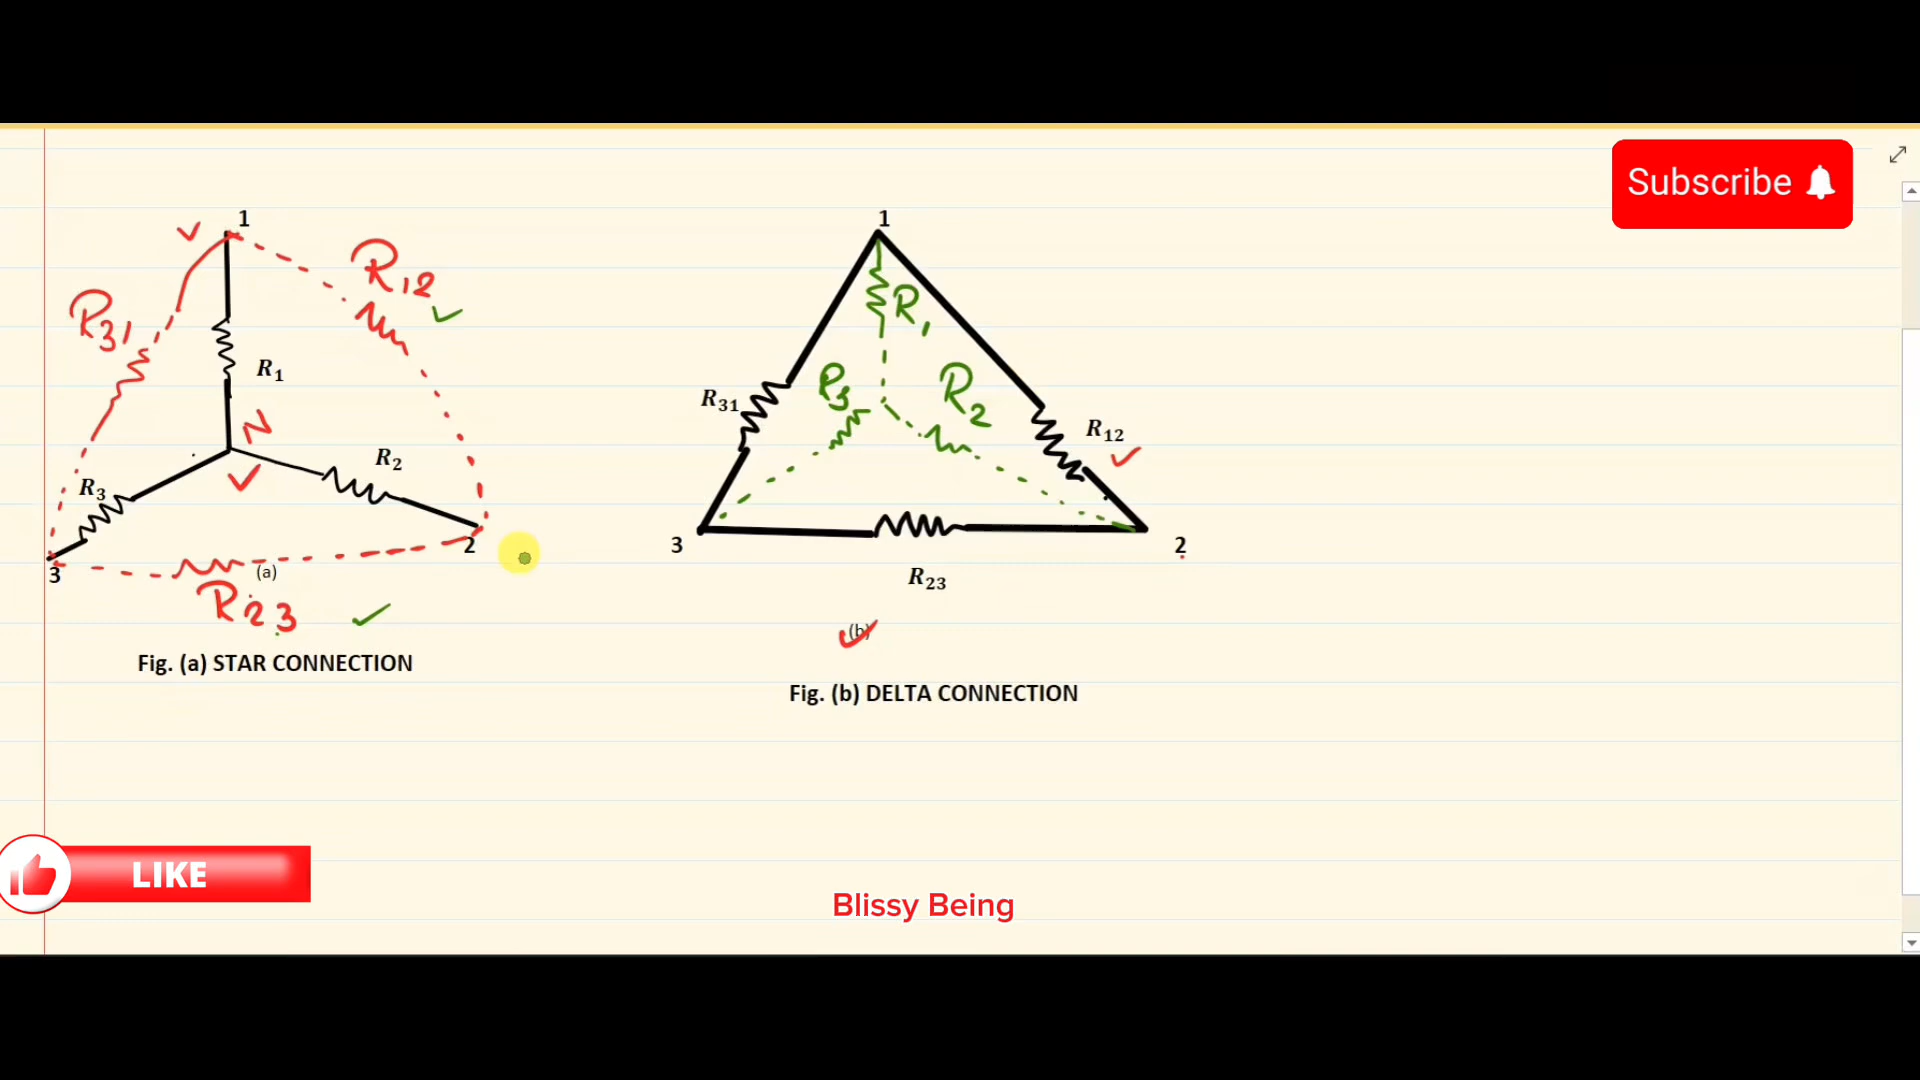 Subscribe
1
R12
R31
R1
N
R2
R3
2
3
(a)
R23
Fig. (a) STAR CONNECTION
1
R1
R3
R2
R31
R12
3
2
R23
(b)
Fig. (b) DELTA CONNECTION
LIKE
Blissy Being